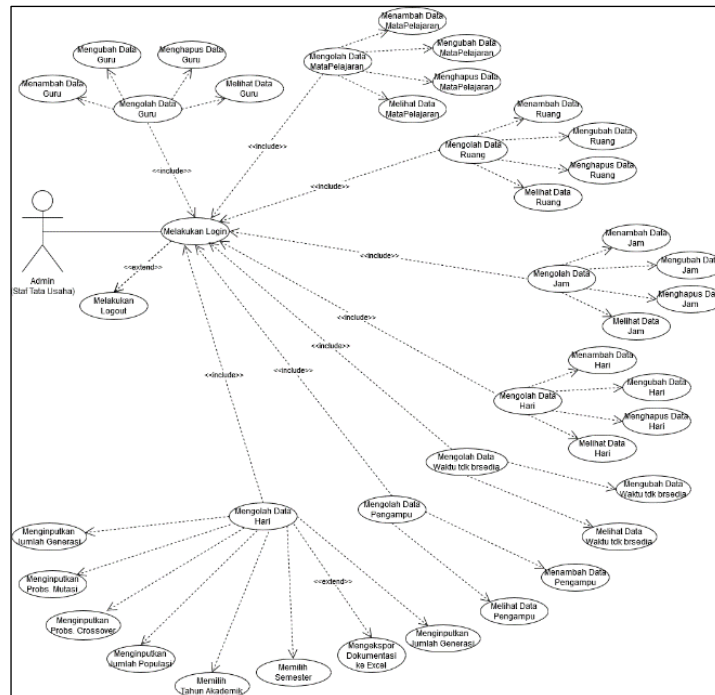 Mengubah Data
Guru
Menghapus Data
Guru
Menambah Data
Guru
Melihat Data
Guru
Mengolah Data
Guru
<<include>>
Menambah Data
MataPelajaran
Mengubah Data
MataPelajaran
Mengolah Data
MataPelajaran
Menghapus Data
MataPelajaran
Melihat Data
MataPelajaran
<<include>>
Menambah Data
Ruang
Mengubah Data
Ruang
Mengolah Data
Ruang
Menghapus Data
Ruang
Melihat Data
Ruang
<<include>>
Melakukan Login
Admin
(Staf Tata Usaha)
<<extend>>
Melakukan
Logout
Menambah Data
Jam
Mengubah Data
Jam
Mengolah Data
Jam
Menghapus Data
Jam
Melihat Data
Jam
<<include>>
Menambah Data
Hari
Mengubah Data
Hari
Mengolah Data
Hari
Menghapus Data
Hari
Melihat Data
Hari
<<include>>
Mengolah Data
Waktu tdk brsedia
Mengubah Data
Waktu tdk brsedia
Melihat Data
Waktu tdk brsedia
<<include>>
Mengolah Data
Pengampu
Menambah Data
Pengampu
Melihat Data
Pengampu
<<include>>
<<include>>
Mengolah Data
Hari
Menginputkan
Jumlah Generasi
Menginputkan
Probs. Mutasi
Menginputkan
Probs. Crossover
Menginputkan
Jumlah Populasi
Memilih
Tahun Akademik
Memilih
Semester
<<extend>>
Mengekspor
Dokumentasi
ke Excel
Menginputkan
Jumlah Generasi